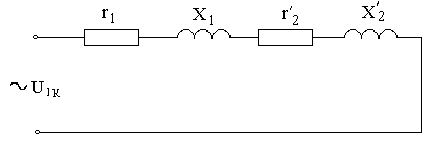 r₁ X₁ r′₂ X′₂
~ U₁ₖ